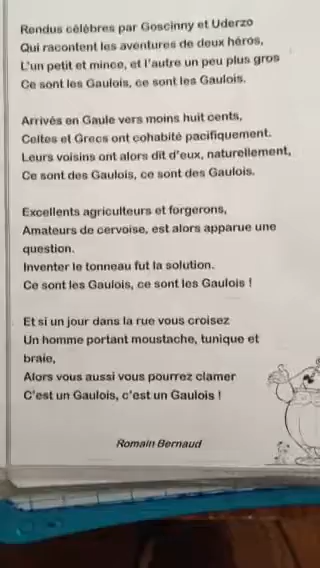 Rendus célèbres par Goscinny et Uderzo
Qui racontent les aventures de deux héros,
L'un petit et mince, et l'autre un peu plus gros
Ce sont les Gaulois, ce sont les Gaulois.
Arrivés en Gaule vers moins huit cents,
Celtes et Grecs ont cohabité pacifiquement.
Leurs voisins ont alors dit d'eux, naturellement,
Ce sont des Gaulois, ce sont des Gaulois.
Excellents agriculteurs et forgerons,
Amateurs de cervoise, est alors apparue une
question.
Inventer le tonneau fut la solution.
Ce sont les Gaulois, ce sont les Gaulois !
Et si un jour dans la rue vous croisez
Un homme portant moustache, tunique et
braie,
Alors vous aussi vous pourrez clamer
C'est un Gaulois, c'est un Gaulois !
Romain Bernaud